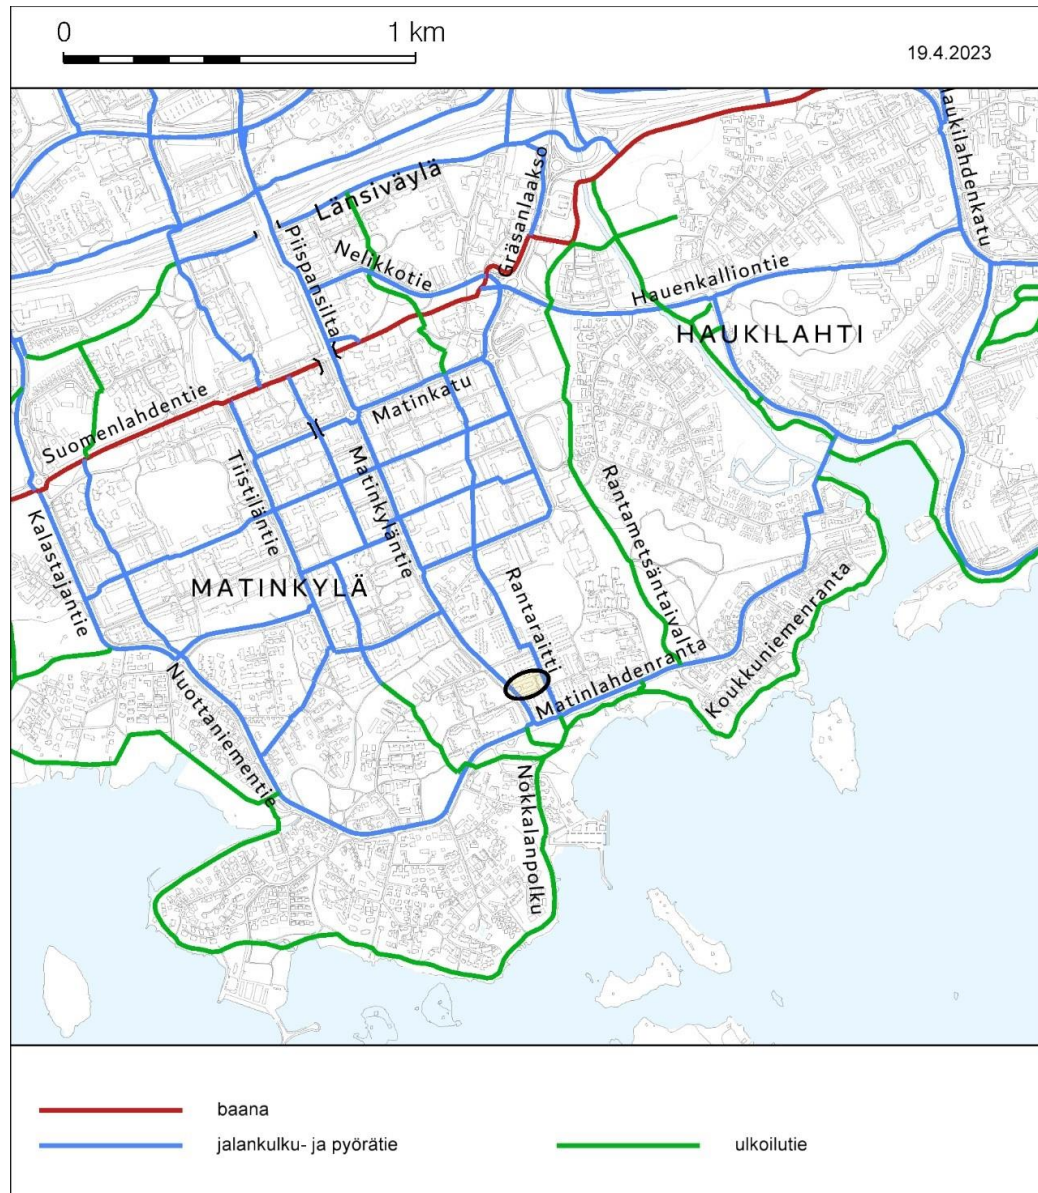 0
1 km
19.4.2023
Haukilahdenkatu
Länsiväylä
Gräsanlaakso
Piispansilta
Nelikkotie
Hauenkalliontie
HAUKILAHTI
Suomenlahdentie
Matinkatu
Matinkyläntie
Tiistiläntie
Rantametsäntaival
Kalastajantie
MATINKYLÄ
Rantaraitti
Koukkuniemenranta
Matinlahdenranta
Nuottaniementie
Nokkalanpolku
baana
jalankulku- ja pyörätie
ulkoilutie